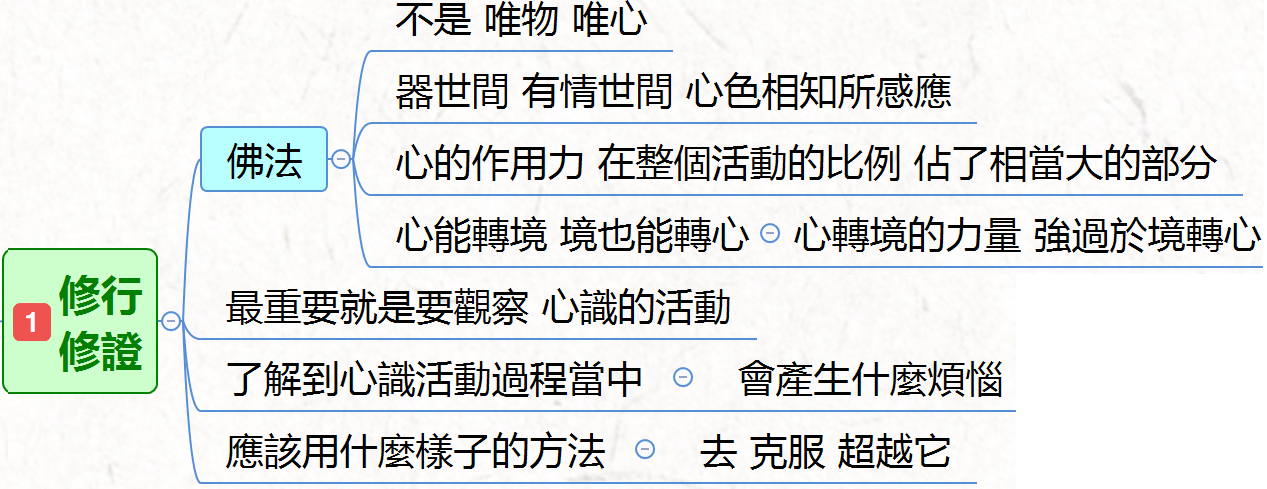 不是 唯物 唯心
器世間 有情世間 心色相知所感應
佛法
心的作用力 在整個活動的比例 佔了相當大的部分
心能轉境 境也能轉心 心轉境的力量 強過於境轉心
1
修行
修證
最重要就是要觀察 心識的活動
了解到心識活動過程當中 會產生什麼煩惱
應該用什麼樣子的方法 去 克服 超越它